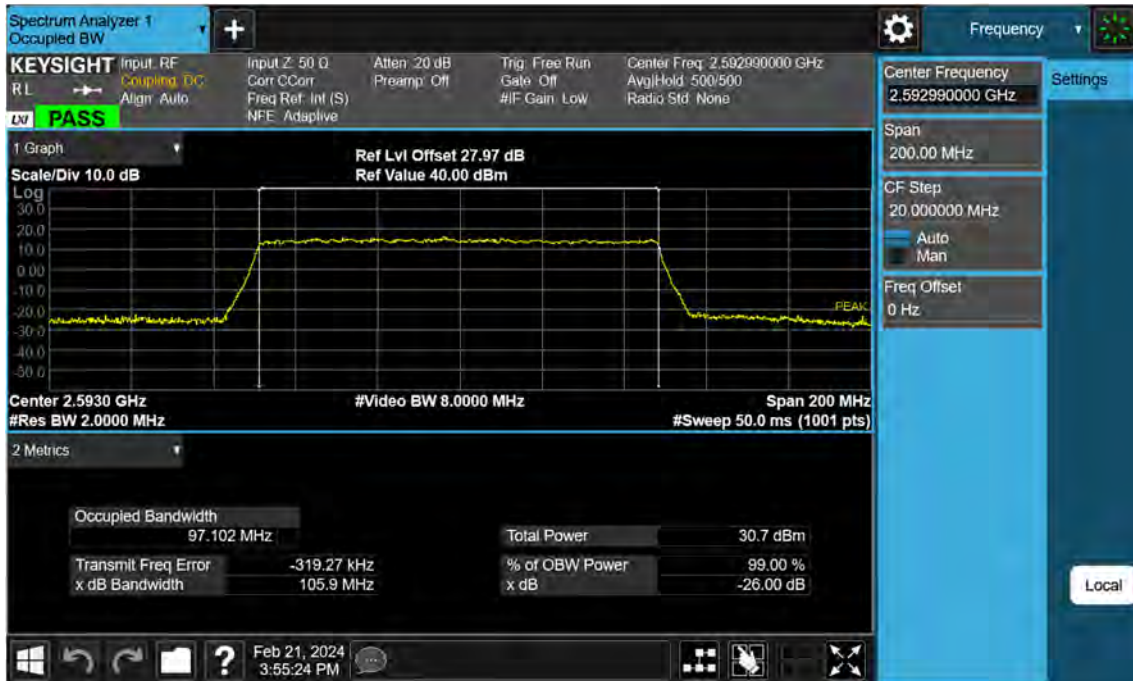 Spectrum Analyzer 1
Occupied BW
+
Frequency
KEYSIGHT
RL
LXI PASS
Input: RF
Coupling: DC
Align: Auto
Input Z: 50 Ω
Corr CCorr
Freq Ref: Int (S)
NFE: Adaptive
Atten: 20 dB
Preamp: Off
Trig: Free Run
Gate: Off
#IF Gain: Low
Center Freq: 2.592990000 GHz
Avg|Hold: 500/500
Radio Std: None
Center Frequency
2.592990000 GHz
Settings
Span
200.00 MHz
CF Step
20.000000 MHz
Auto
Man
Freq Offset
0 Hz
Local
1 Graph
Scale/Div 10.0 dB
Ref Lvl Offset 27.97 dB
Ref Value 40.00 dBm
Log
30.0
20.0
10.0
0.00
-10.0
-20.0
-30.0
-40.0
-50.0
PEAK
Center 2.5930 GHz
#Video BW 8.0000 MHz
Span 200 MHz
#Res BW 2.0000 MHz
#Sweep 50.0 ms (1001 pts)
2 Metrics
Occupied Bandwidth
97.102 MHz
Total Power 30.7 dBm
Transmit Freq Error -319.27 kHz
% of OBW Power 99.00 %
x dB Bandwidth 105.9 MHz
x dB -26.00 dB
?
Feb 21, 2024
3:55:24 PM